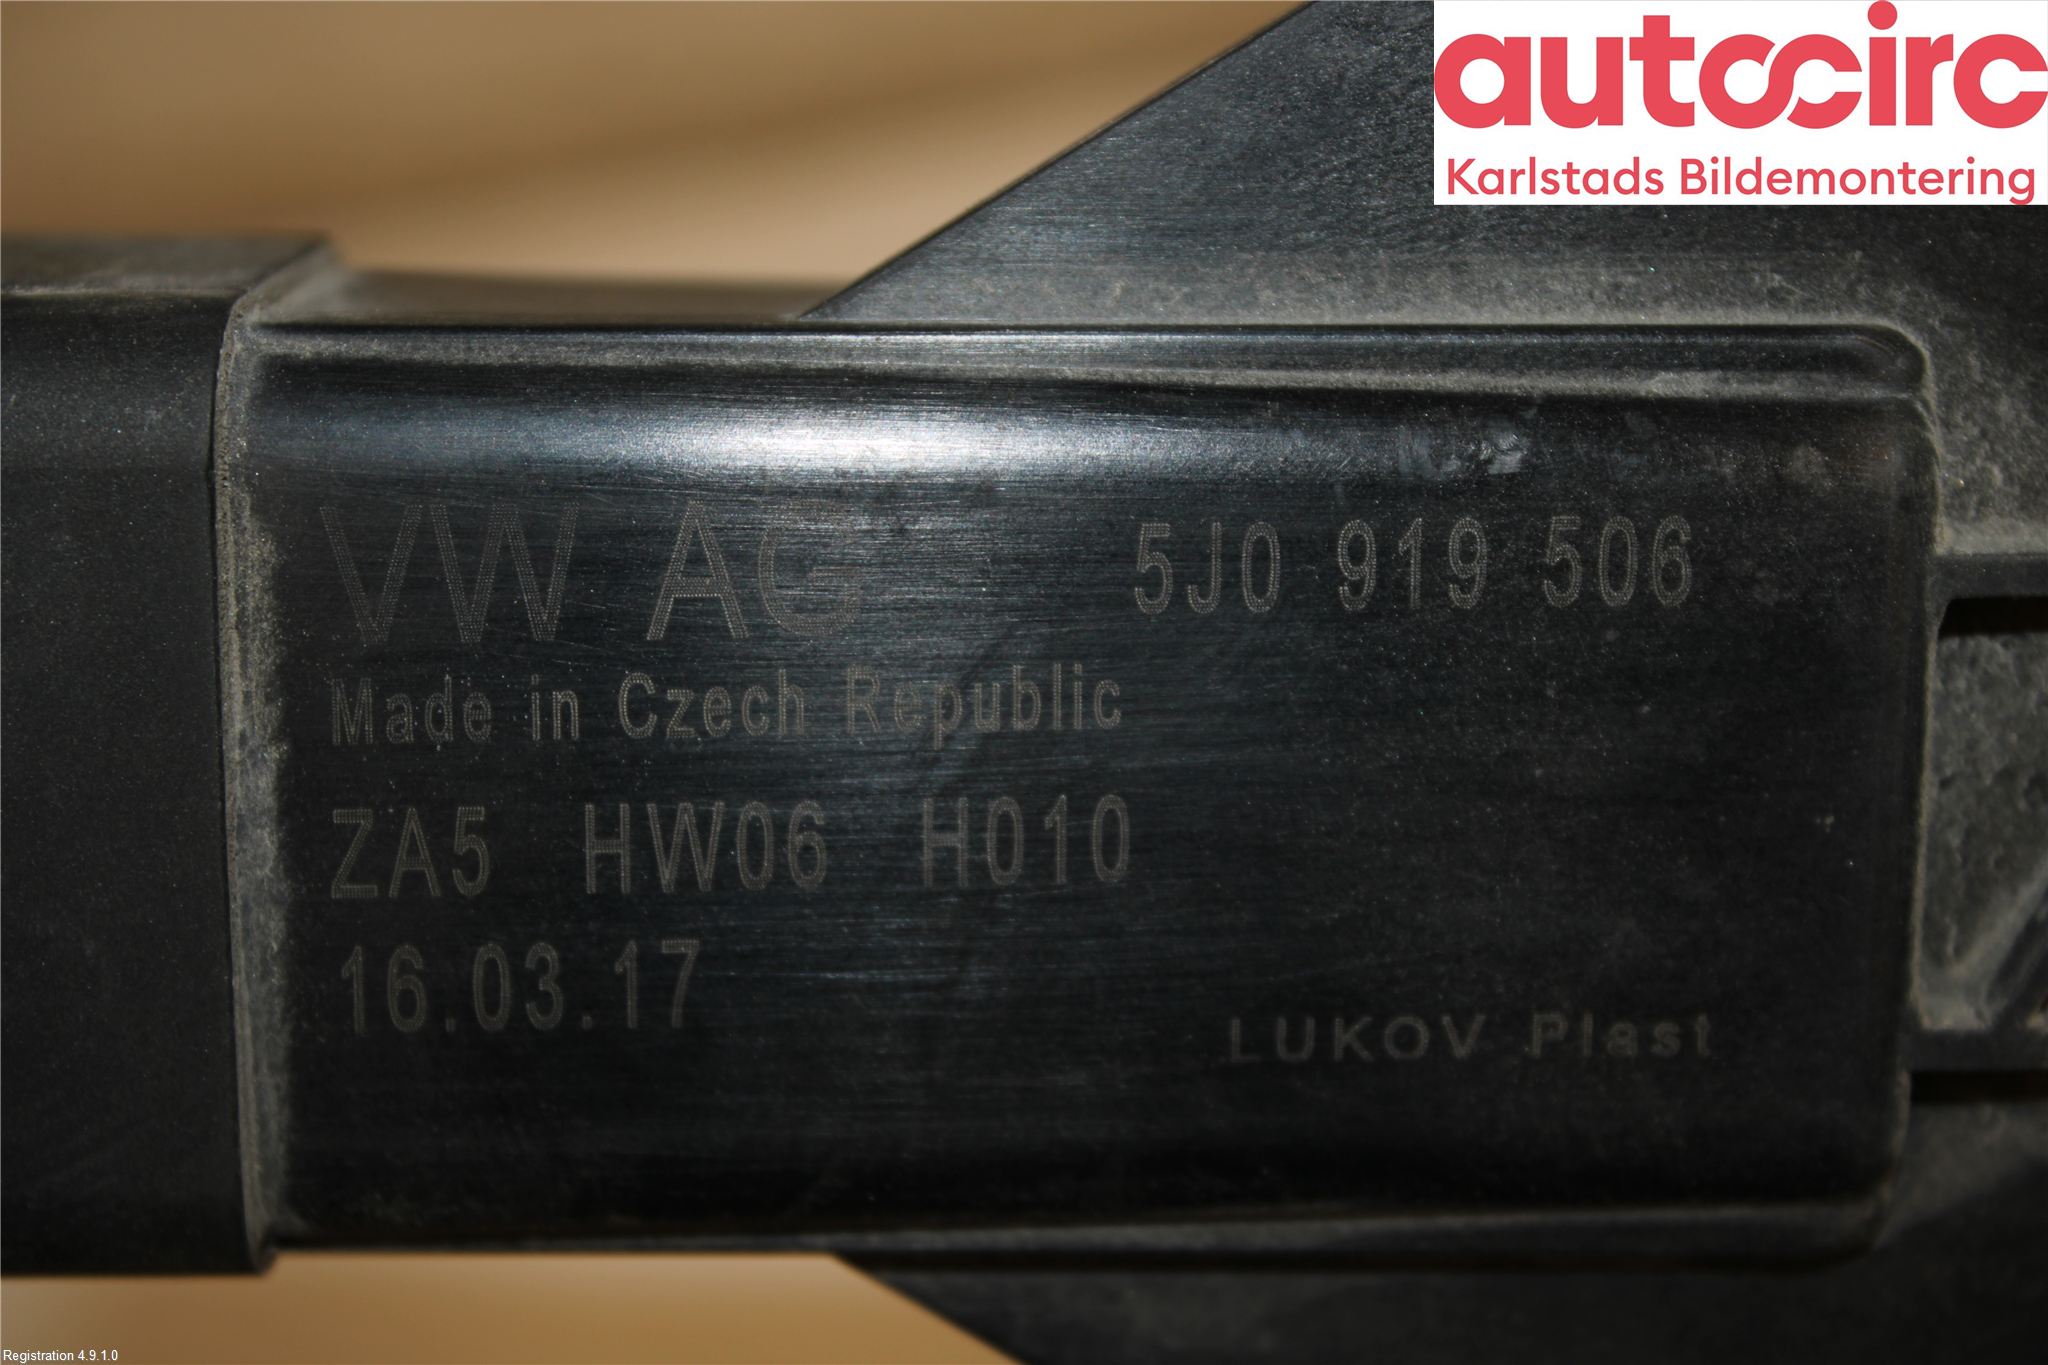 autocirc
Karlstads Bildemontering
VW AG 5J0 919 506
Made in Czech Republic
ZA5 HW06 H010
16.03.17
LUKOV Plast
Registration 4.9.1.0